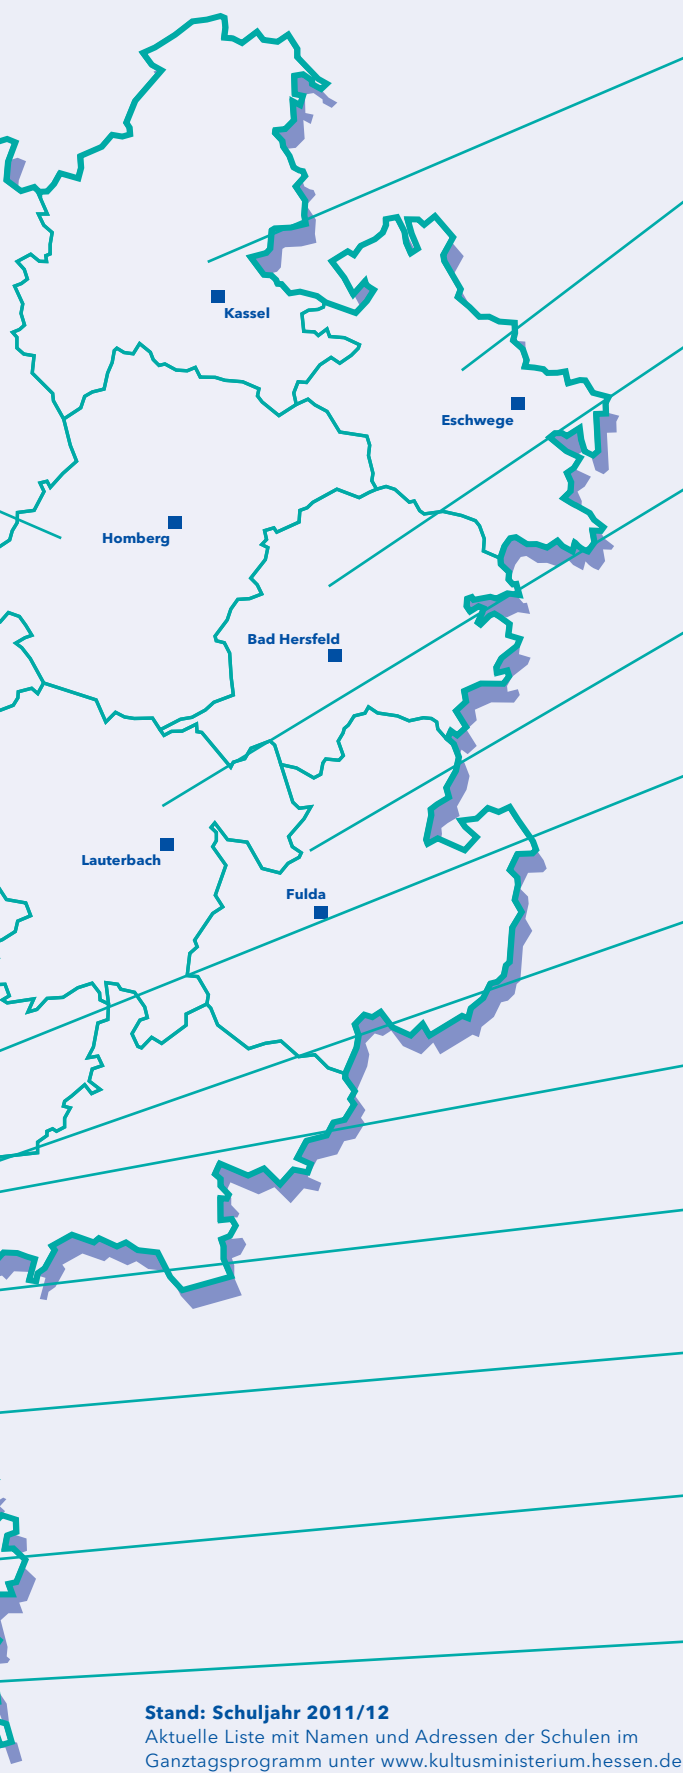 Kassel
Eschwege
Homberg
Bad Hersfeld
Lauterbach
Fulda
Stand: Schuljahr 2011/12
Aktuelle Liste mit Namen und Adressen der Schulen im
Ganztagsprogramm unter www.kultusministerium.hessen.de